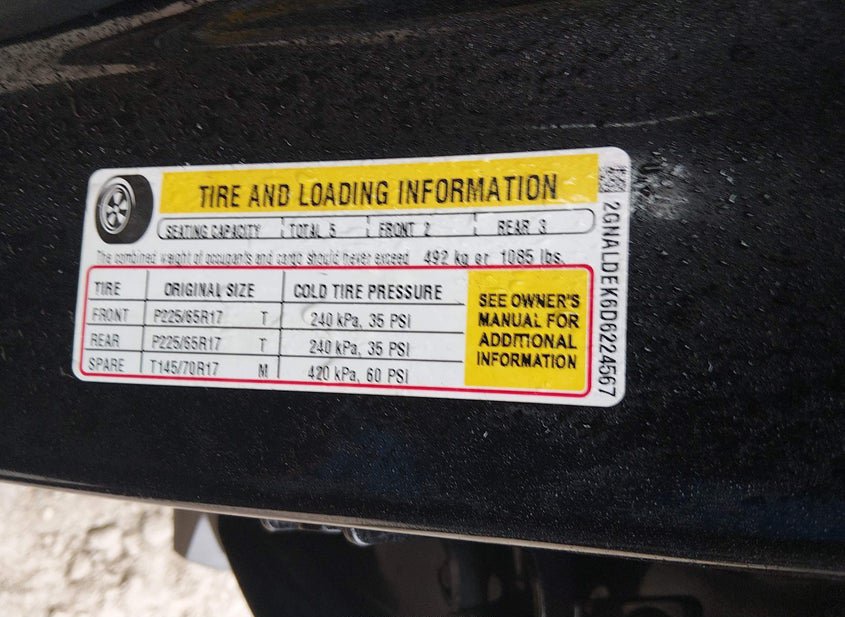 TIRE AND LOADING INFORMATION
SEATING CAPACITY TOTAL 5 FRONT 2 REAR 3
The combined weight of occupants and cargo should never exceed 492 kg or 1085 lbs.
TIRE ORIGINAL SIZE COLD TIRE PRESSURE
FRONT P225/65R17 T 240 kPa, 35 PSI
REAR P225/65R17 T 240 kPa, 35 PSI
SPARE T145/70R17 M 420 kPa, 60 PSI
SEE OWNER'S
MANUAL FOR
ADDITIONAL
INFORMATION
2GNALDEK6D6224567